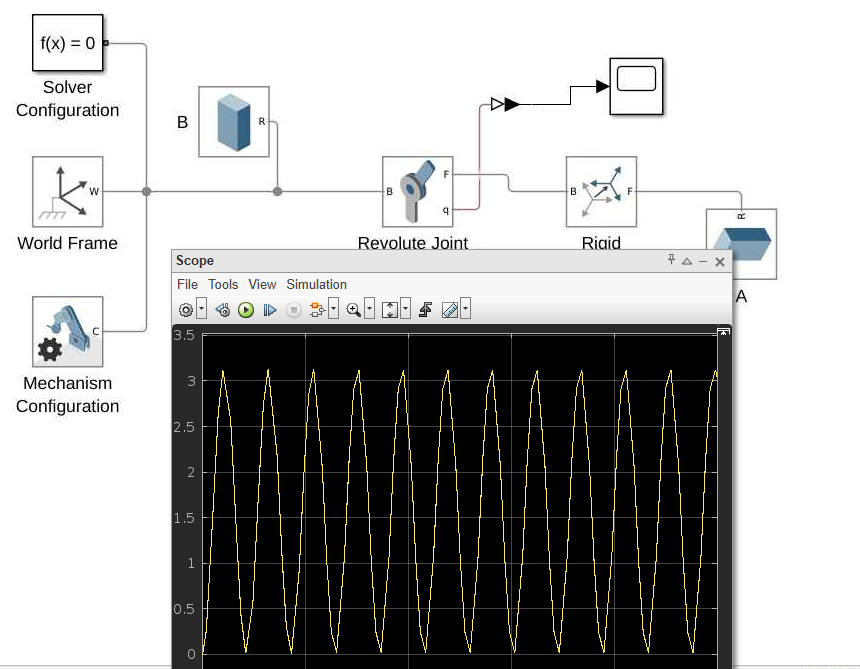 f(x) = 0
Solver
Configuration
B
R
W
World Frame
B
F
q
Revolute Joint
B
F
Rigid
R
A
C
Mechanism
Configuration
Scope
File Tools View Simulation
3.5
3
2.5
2
1.5
1
0.5
0